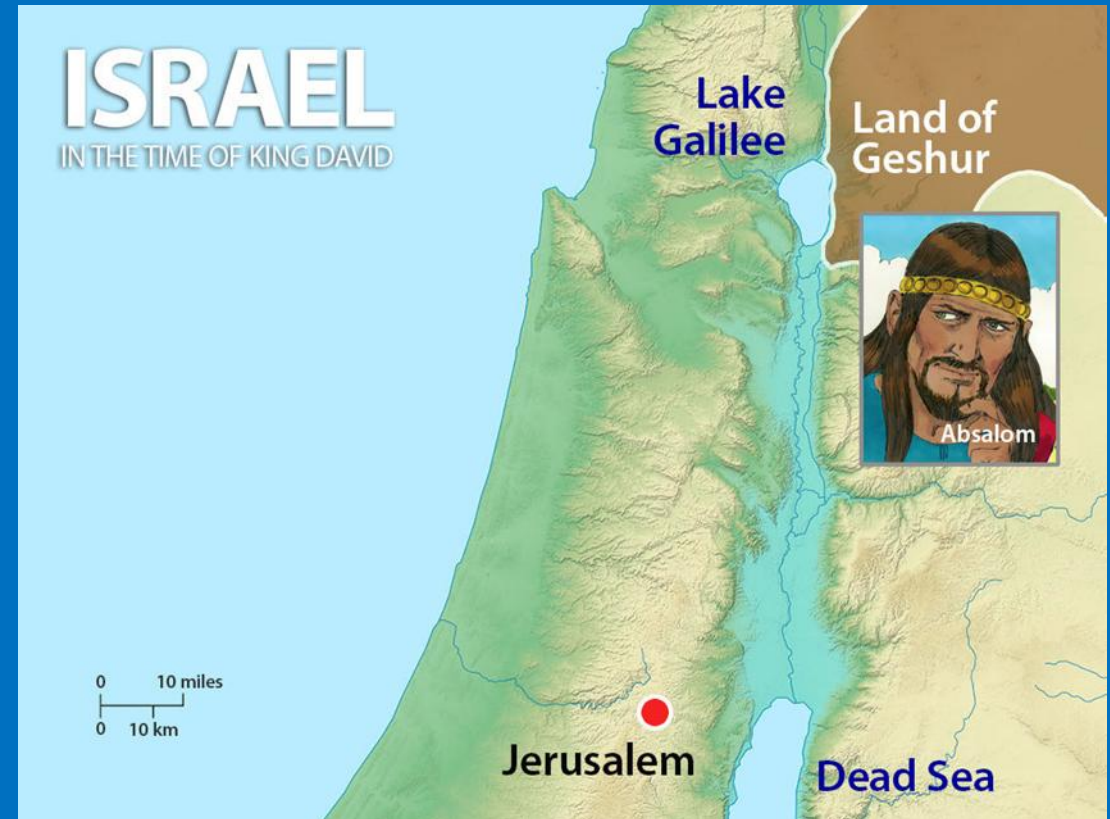 ISRAEL
IN THE TIME OF KING DAVID
Lake
Galilee
Land of
Geshur
Absalom
0 10 miles
0 10 km
Jerusalem
Dead Sea